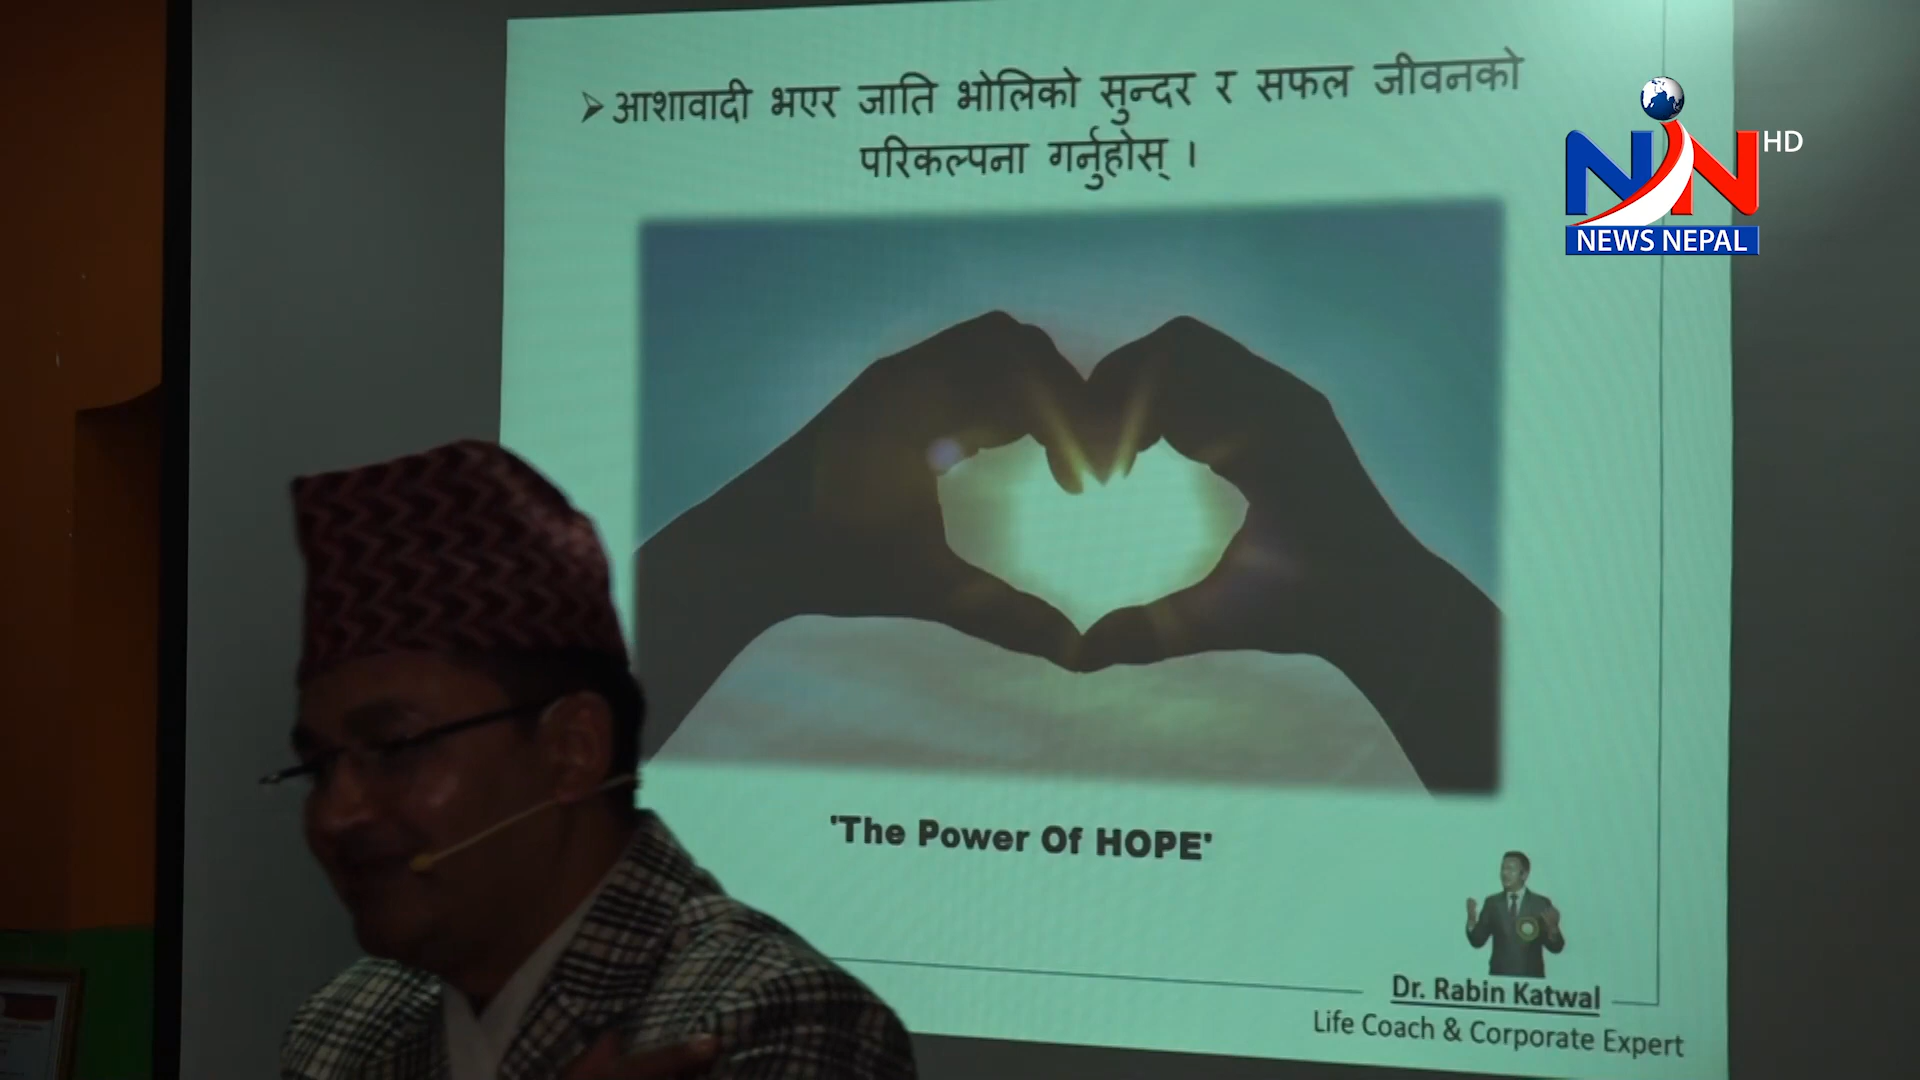 ➢ आशावादी भएर जाति भोलिको सुन्दर र सफल जीवनको
परिकल्पना गर्नुहोस् ।
NN HD
NEWS NEPAL
'The Power Of HOPE'
Dr. Rabin Katwal
Life Coach & Corporate Expert